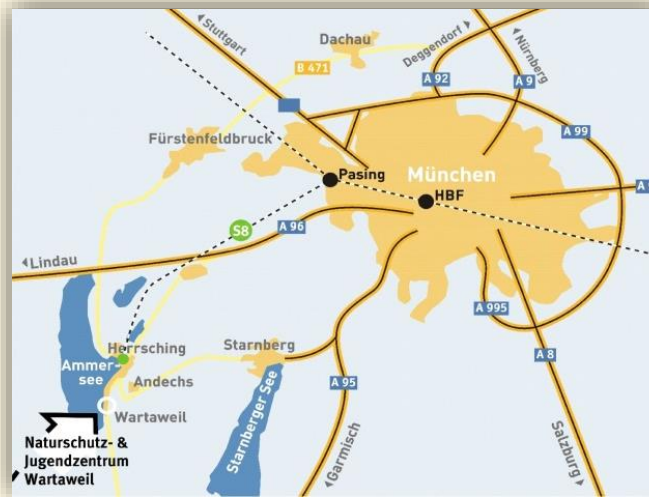 Stuttgart
Dachau
Deggendorf
Nürnberg
B 471
A 92
A 9
A 99
Fürstenfeldbruck
Pasing
München
HBF
S8
A 96
Lindau
A 995
Herrsching
Starnberg
A 8
Ammer-
see
Andechs
A 95
Starnberger See
Wartaweil
Garmisch
Salzburg
Naturschutz- &
Jugendzentrum
Wartaweil